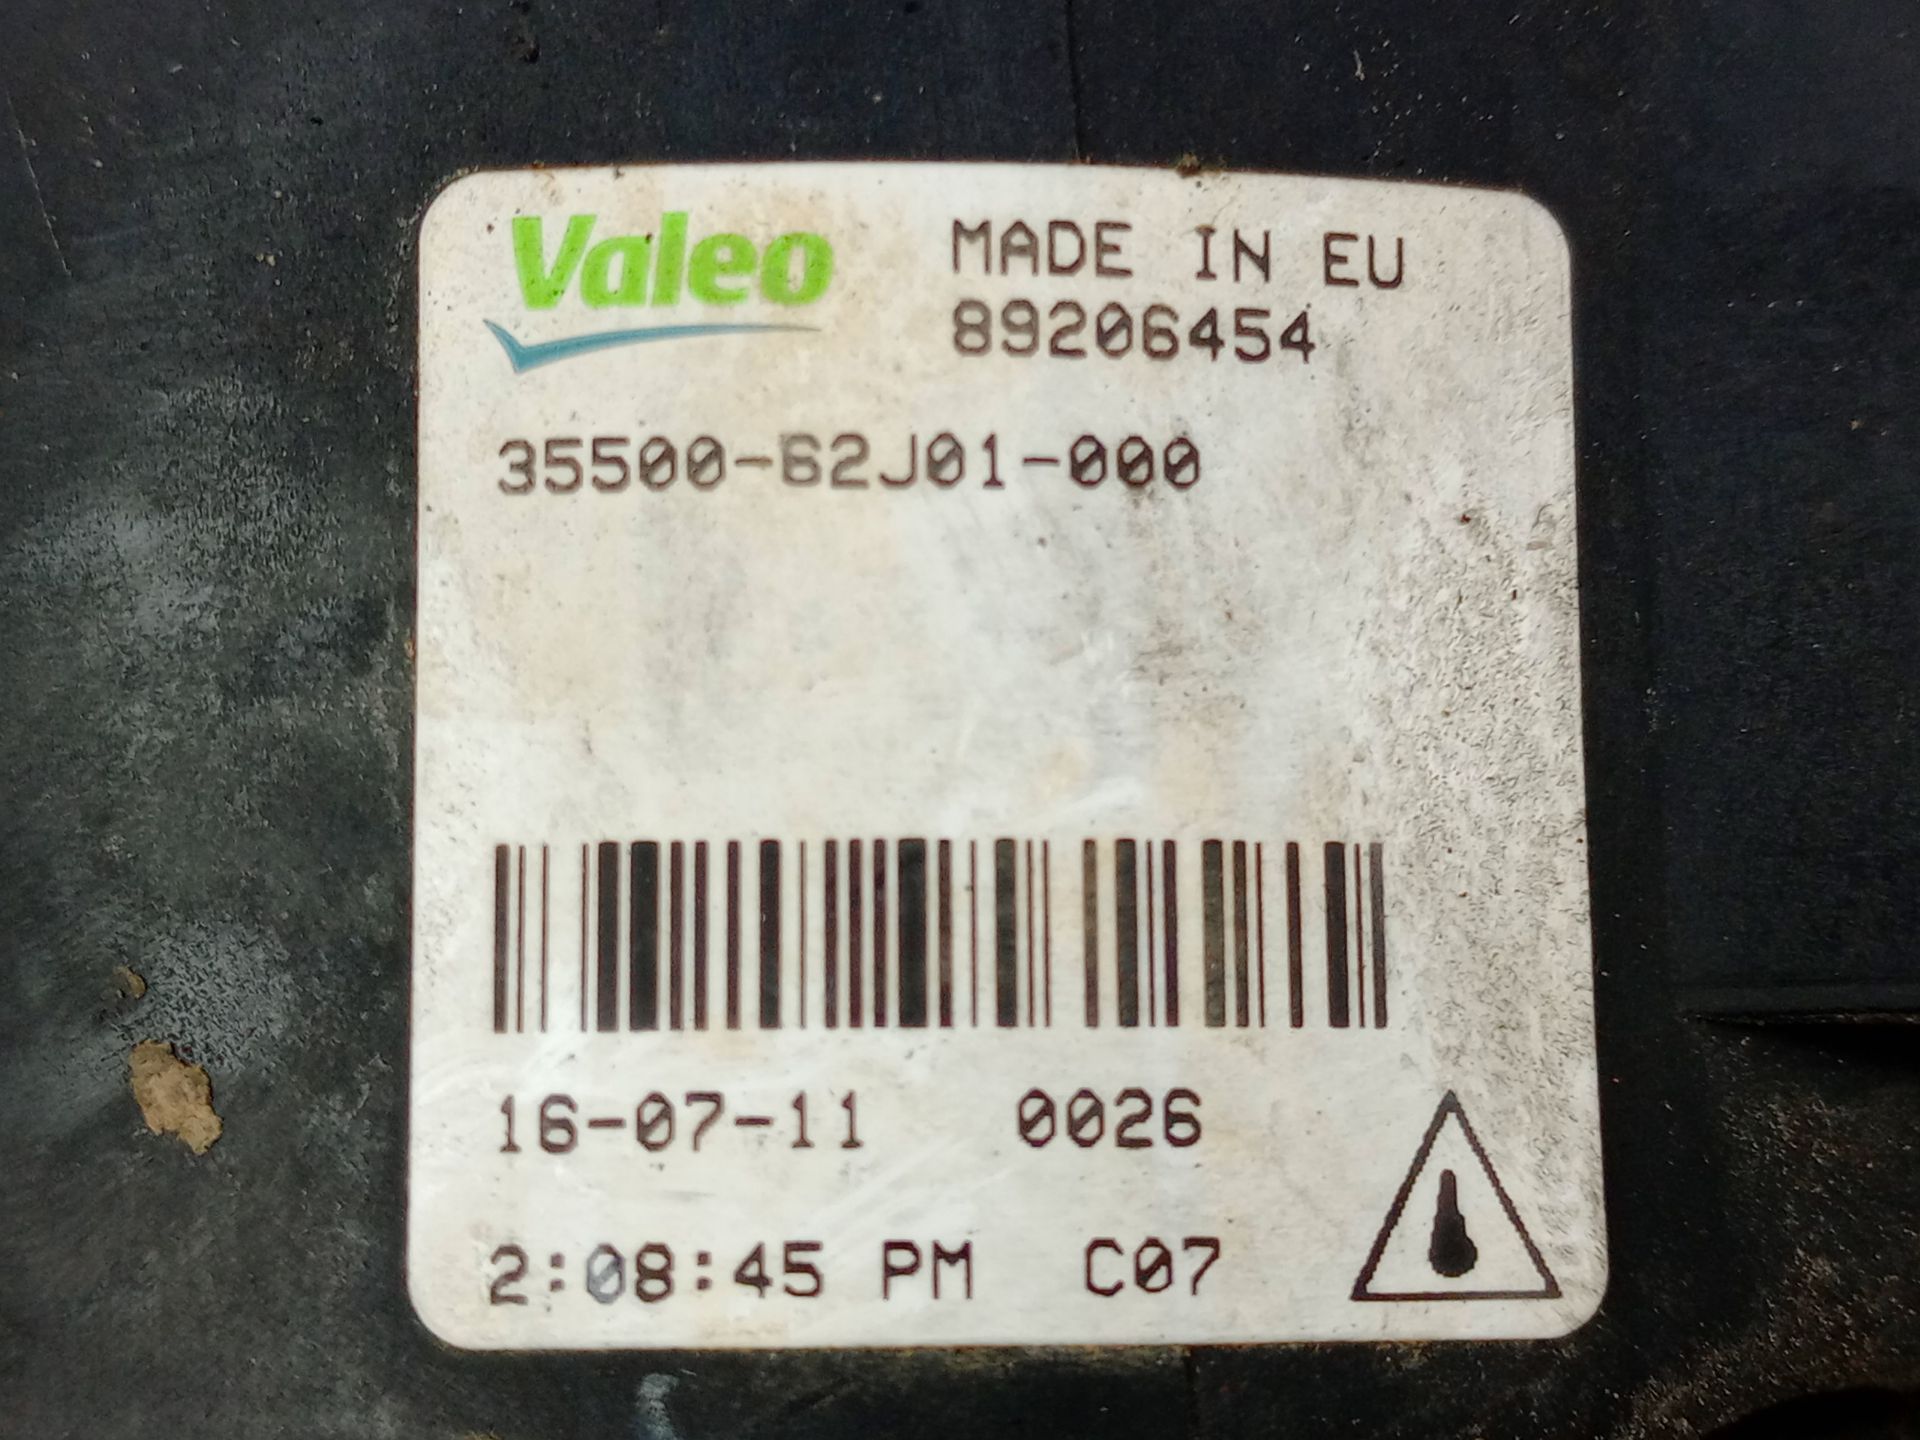 Valeo MADE IN EU
89206454
35500-62J01-000
16-07-11 0026
2:08:45 PM C07